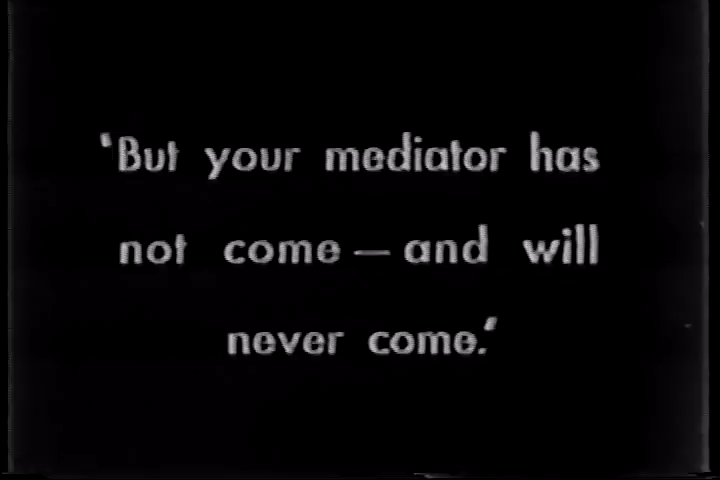 'But your mediator has
not come — and will
never come.'